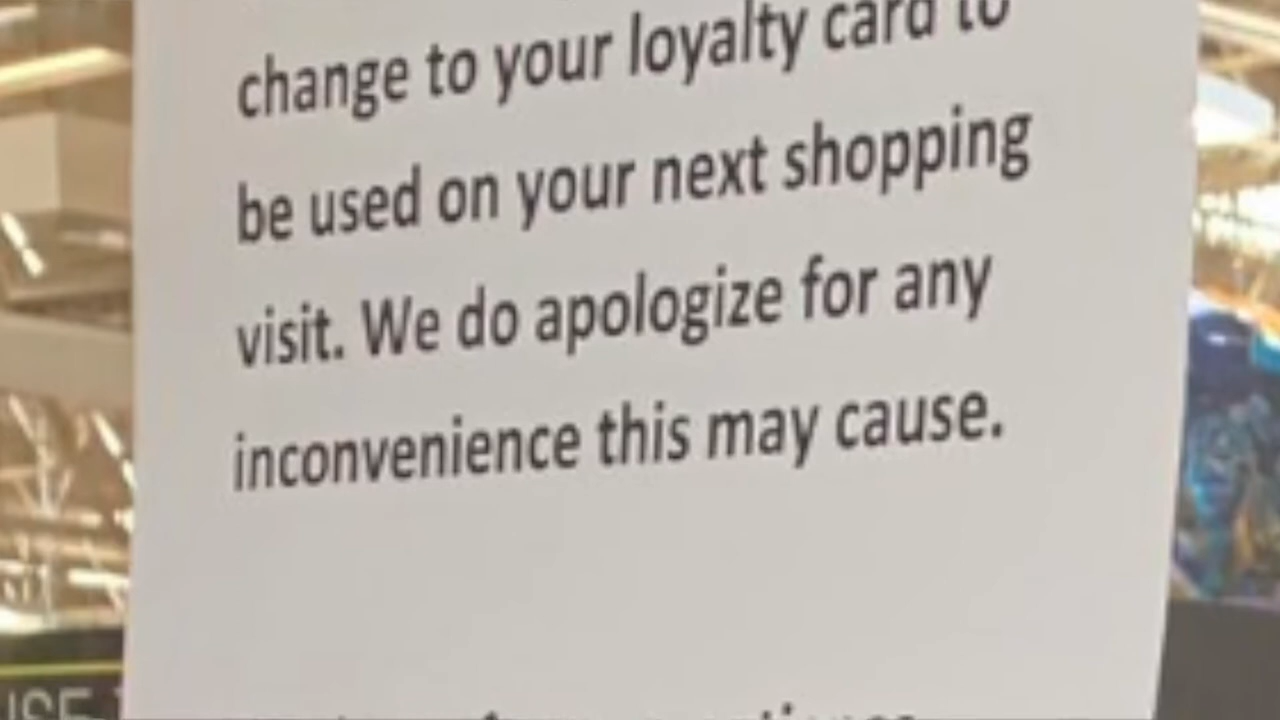 change to your loyalty card to
be used on your next shopping
visit. We do apologize for any
inconvenience this may cause.